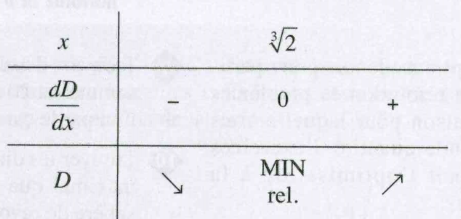 x ∛2
dD/dx − 0 +
D ↘ MIN rel. ↗